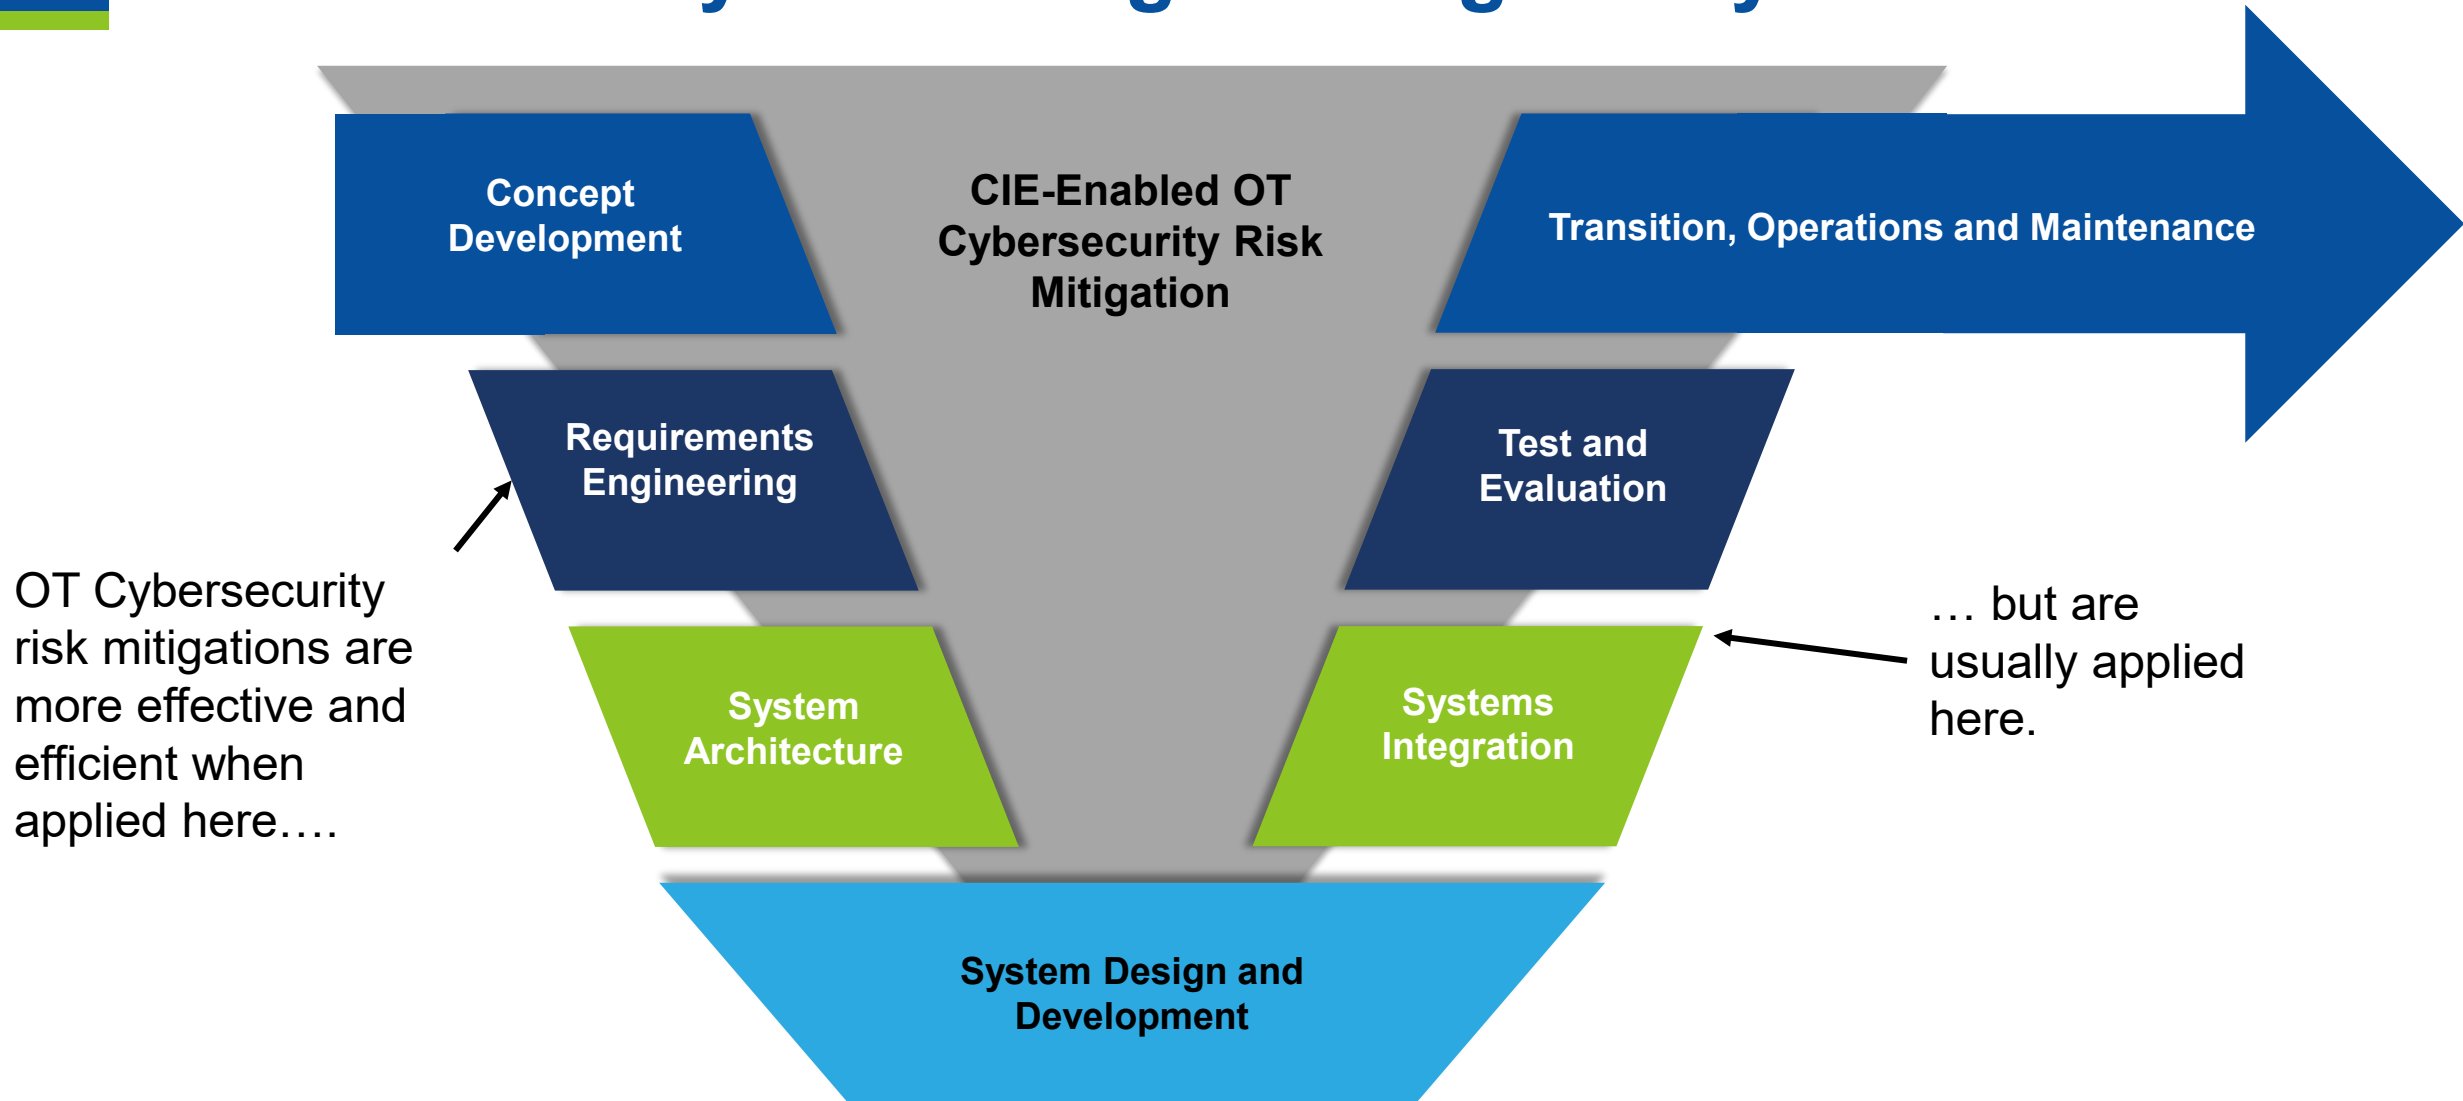 Concept
Development
CIE-Enabled OT
Cybersecurity Risk
Mitigation
Transition, Operations and Maintenance
Requirements
Engineering
Test and
Evaluation
OT Cybersecurity
risk mitigations are
more effective and
efficient when
applied here….
… but are
usually applied
here.
System
Architecture
Systems
Integration
System Design and
Development